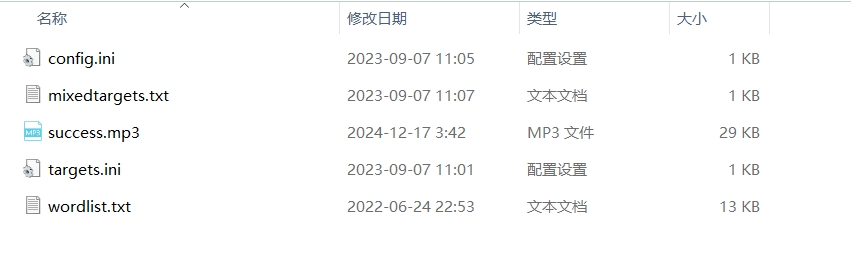 名称 修改日期 类型 大小
config.ini 2023-09-07 11:05 配置设置 1 KB
mixedtargets.txt 2023-09-07 11:07 文本文档 1 KB
MP3 success.mp3 2024-12-17 3:42 MP3 文件 29 KB
targets.ini 2023-09-07 11:01 配置设置 1 KB
wordlist.txt 2022-06-24 22:53 文本文档 13 KB